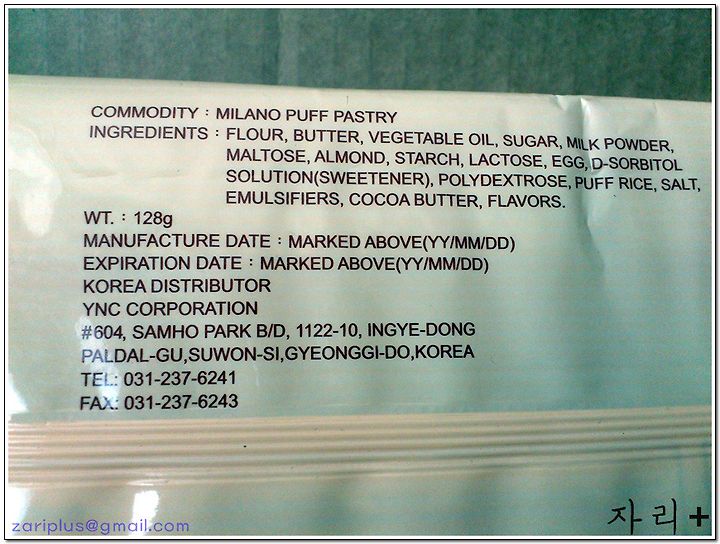 COMMODITY : MILANO PUFF PASTRY
INGREDIENTS : FLOUR, BUTTER, VEGETABLE OIL, SUGAR, MILK POWDER,
MALTOSE, ALMOND, STARCH, LACTOSE, EGG, D-SORBITOL
SOLUTION(SWEETENER), POLYDEXTROSE, PUFF RICE, SALT,
EMULSIFIERS, COCOA BUTTER, FLAVORS.
WT. : 128g
MANUFACTURE DATE : MARKED ABOVE(YY/MM/DD)
EXPIRATION DATE : MARKED ABOVE(YY/MM/DD)
KOREA DISTRIBUTOR
YNC CORPORATION
#604, SAMHO PARK B/D, 1122-10, INGYE-DONG
PALDAL-GU,SUWON-SI,GYEONGGI-DO,KOREA
TEL: 031-237-6241
FAX: 031-237-6243
zariplus@gmail.com
자리+